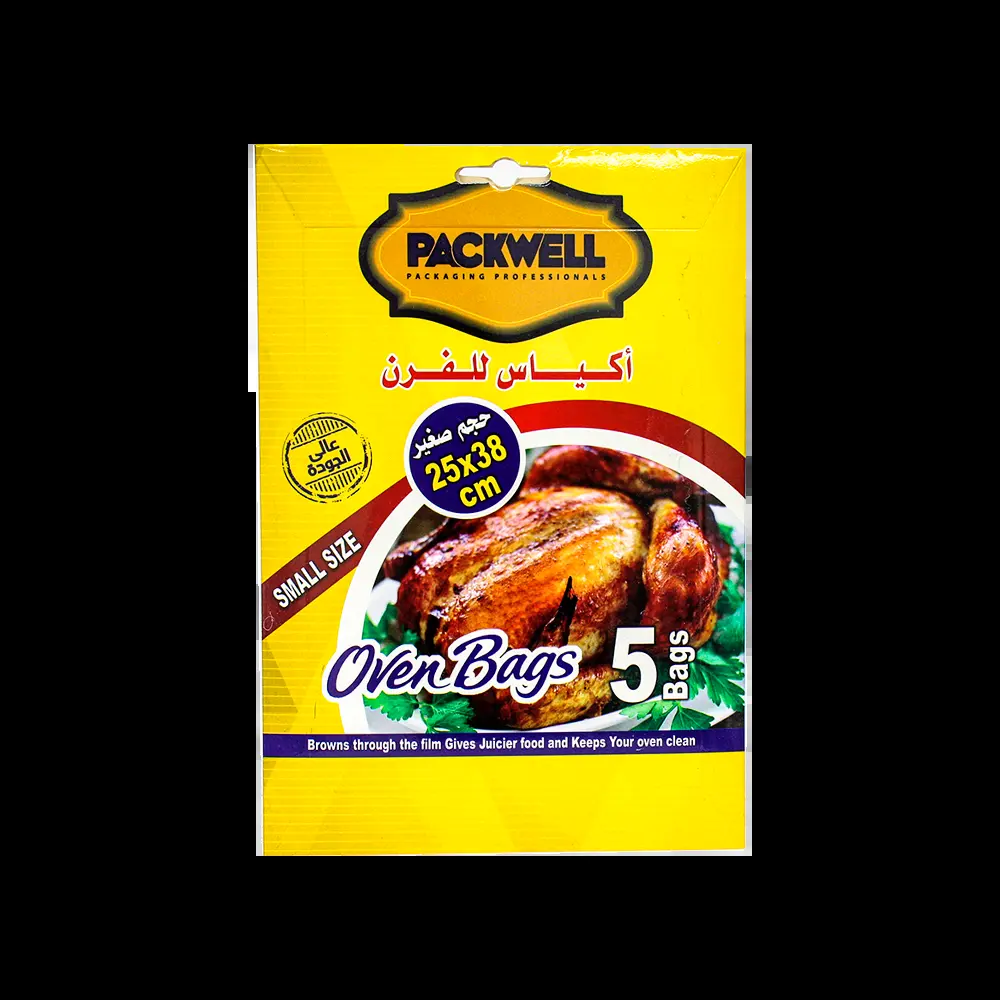 PACKWELL
PACKAGING PROFESSIONALS
أكياس للفرن
حجم صغير
25x38
cm
عالى
الجودة
SMALL SIZE
Oven Bags
5
Bags
Browns through the film Gives Juicier food and Keeps Your oven clean